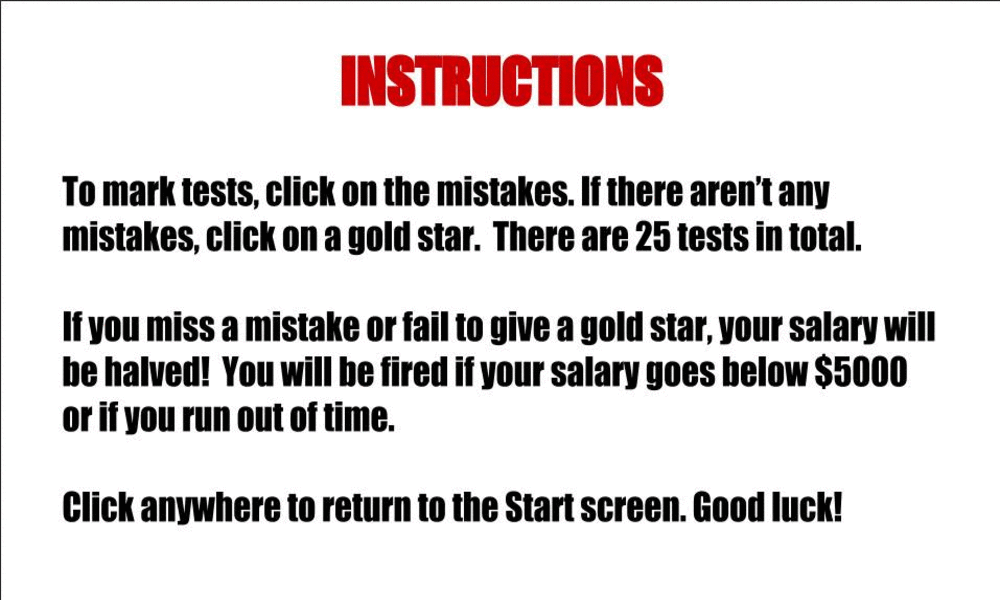 INSTRUCTIONS
To mark tests, click on the mistakes. If there aren't any
mistakes, click on a gold star.  There are 25 tests in total.
If you miss a mistake or fail to give a gold star, your salary will
be halved!  You will be fired if your salary goes below $5000
or if you run out of time.
Click anywhere to return to the Start screen. Good luck!